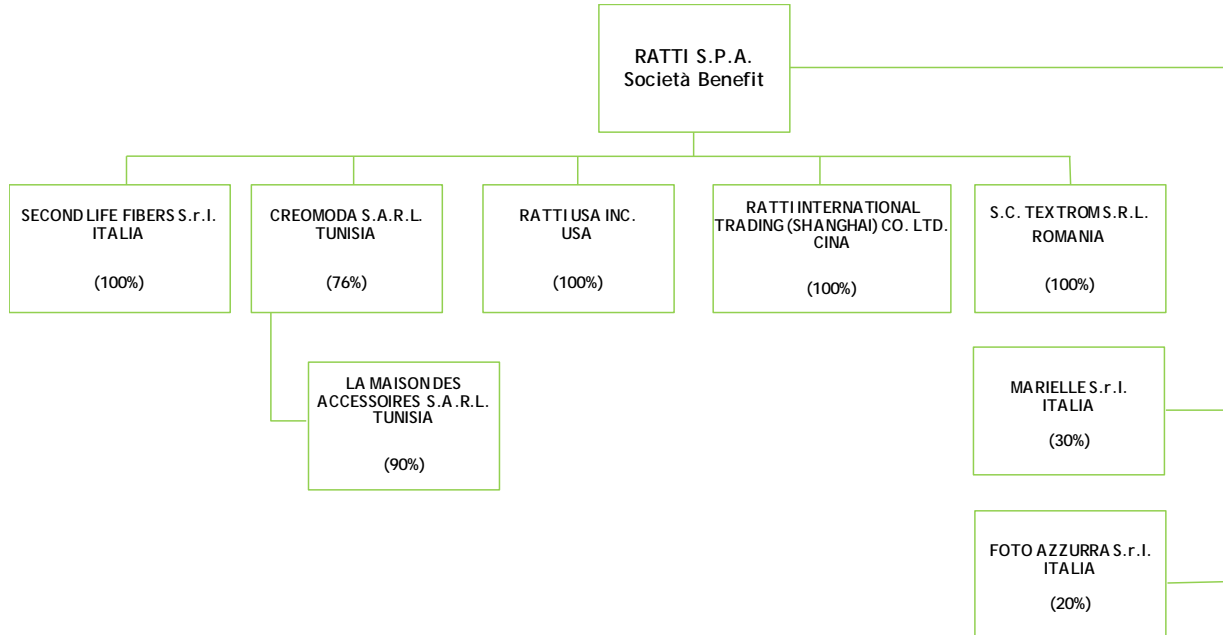 RATTI S.P.A.
Società Benefit
SECOND LIFE FIBERS S.r.l.
ITALIA
(100%)
CREOMODA S.A.R.L.
TUNISIA
(76%)
RATTI USA INC.
USA
(100%)
RATTI INTERNATIONAL
TRADING (SHANGHAI) CO. LTD.
CINA
(100%)
S.C. TEXTROM S.R.L.
ROMANIA
(100%)
LA MAISON DES
ACCESSOIRES S.A.R.L.
TUNISIA
(90%)
MARIELLE S.r.l.
ITALIA
(30%)
FOTO AZZURRA S.r.l.
ITALIA
(20%)